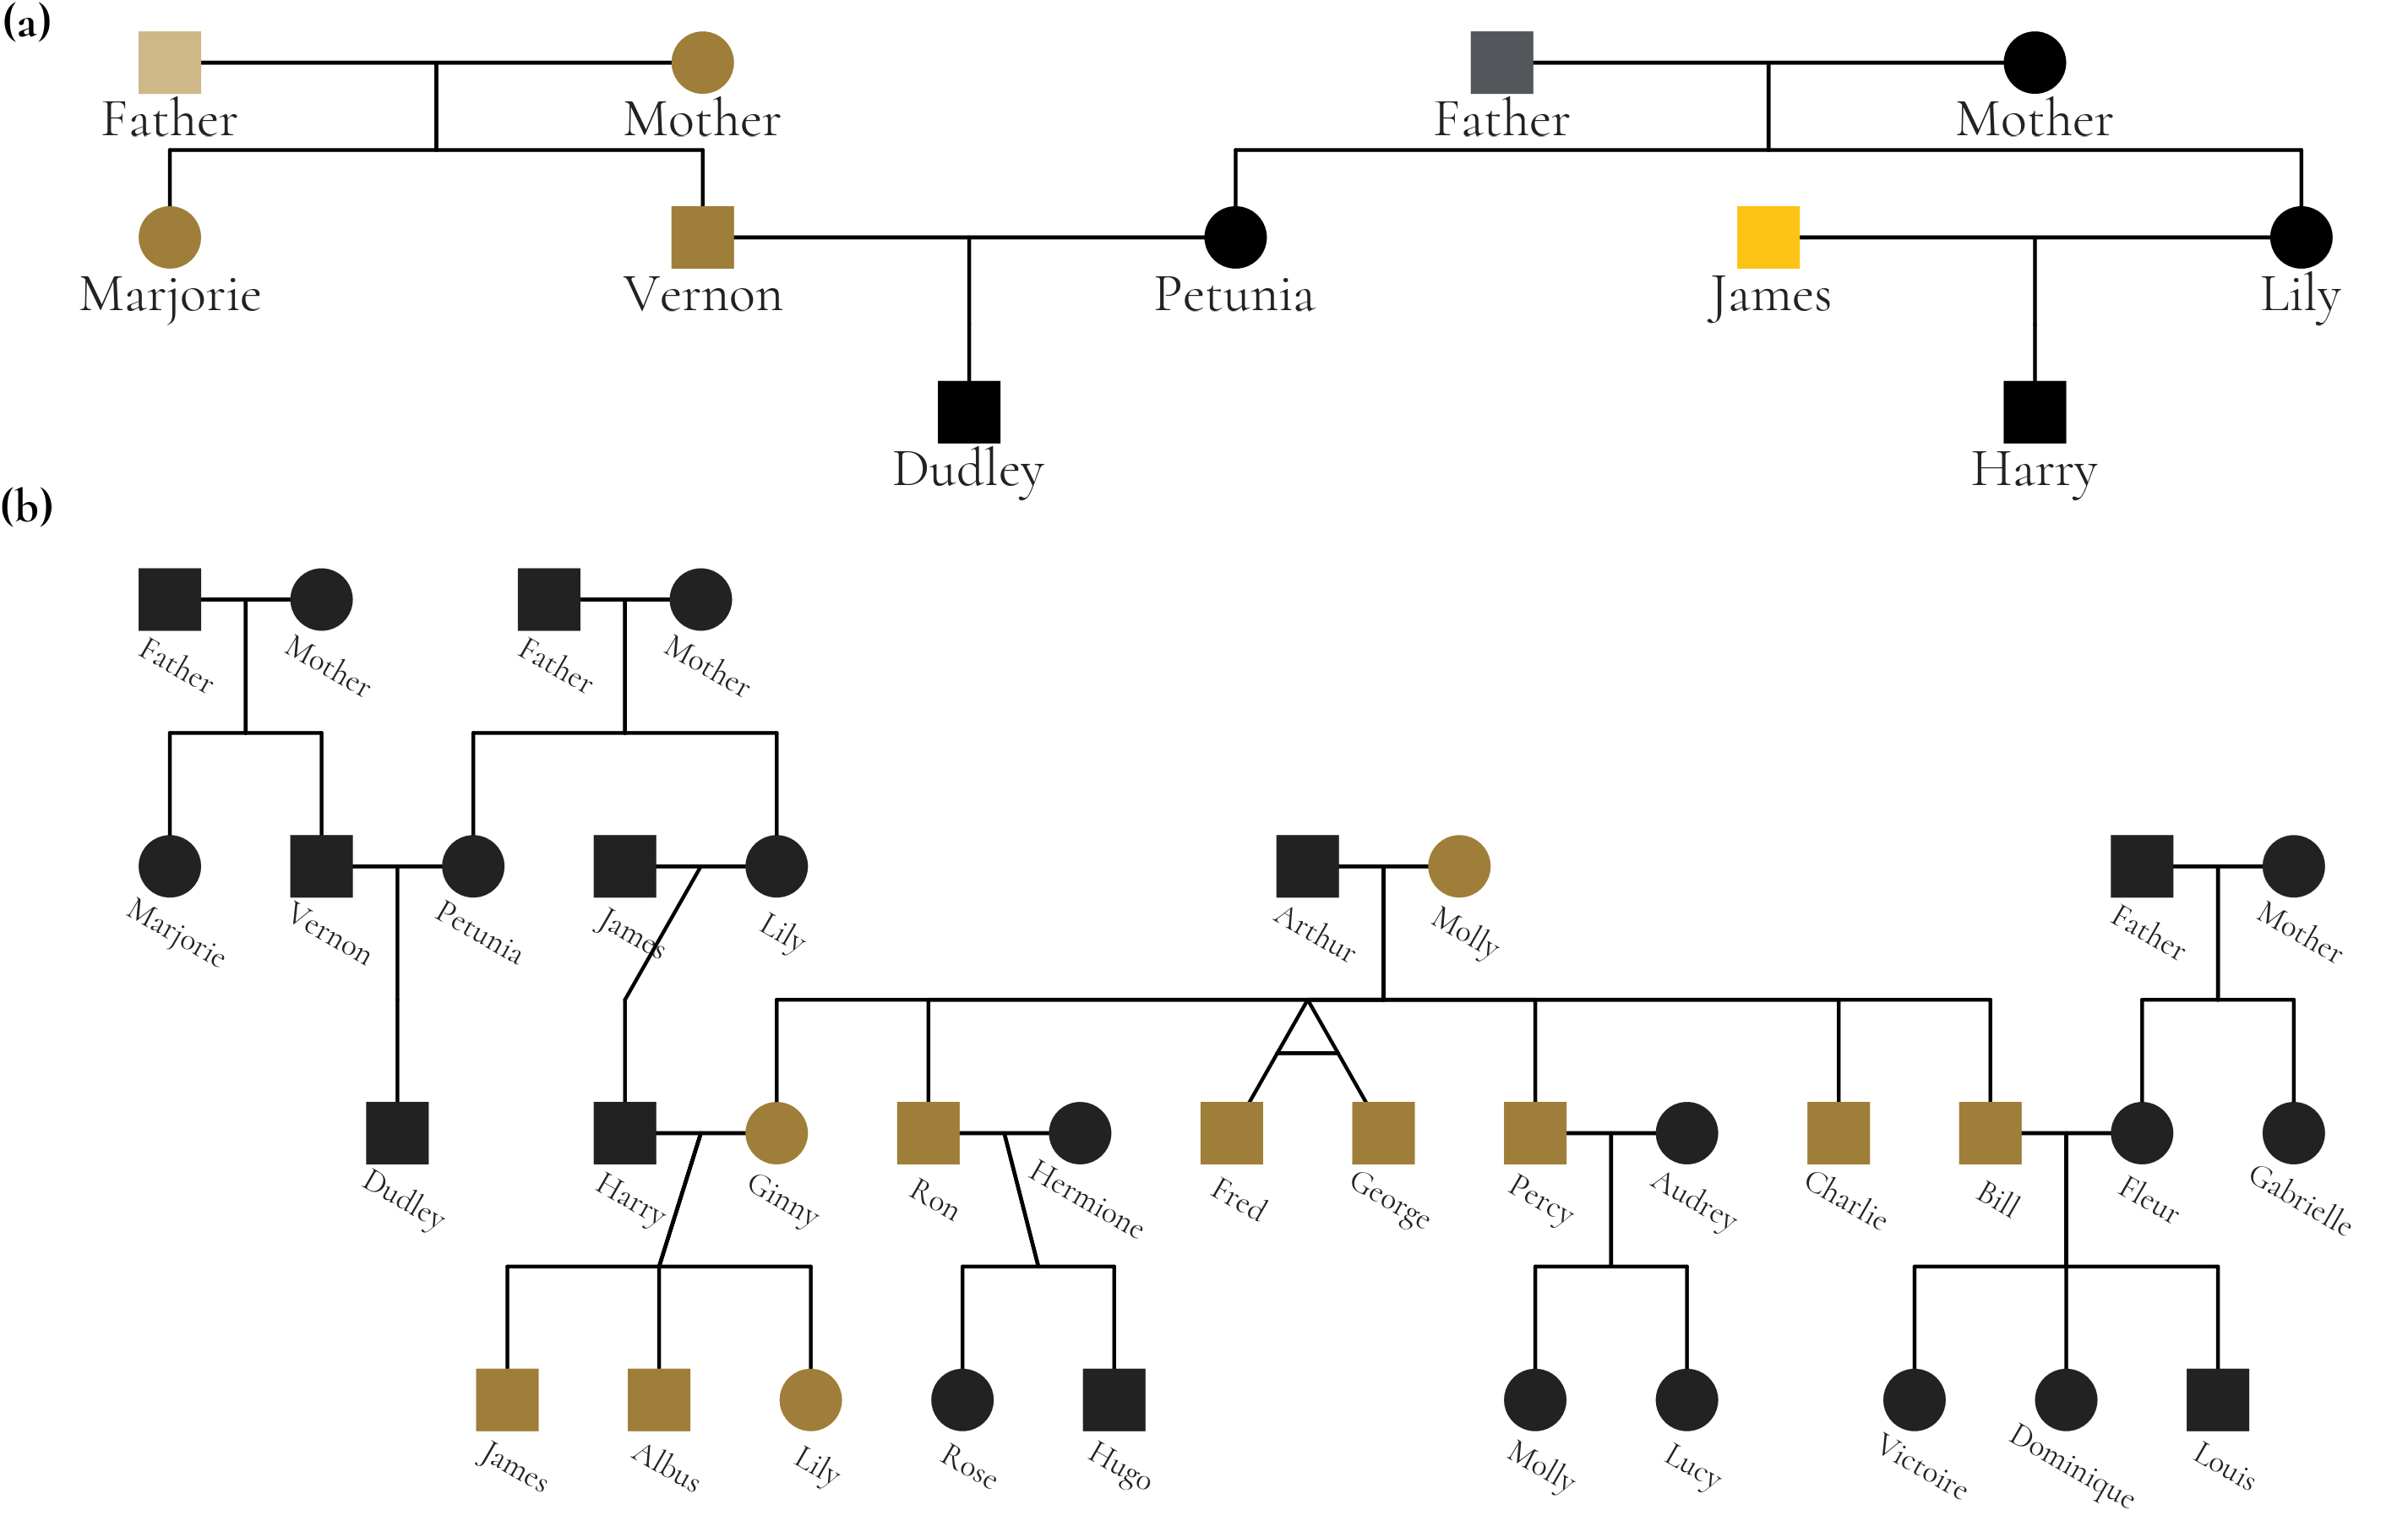 (a)
Father Mother Father Mother
Marjorie Vernon Petunia James Lily
Dudley Harry
(b)
Father Mother Father Mother
Marjorie Vernon Petunia James Lily Arthur Molly Father Mother
Dudley Harry Ginny Ron Hermione Fred George Percy Audrey Charlie Bill Fleur Gabrielle
James Albus Lily Rose Hugo Molly Lucy Victoire Dominique Louis